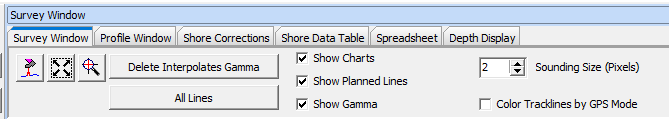 Survey Window
Survey Window Profile Window Shore Corrections Shore Data Table Spreadsheet Depth Display
Delete Interpolates Gamma
All Lines
Show Charts
Show Planned Lines
Show Gamma
2 Sounding Size (Pixels)
Color Tracklines by GPS Mode